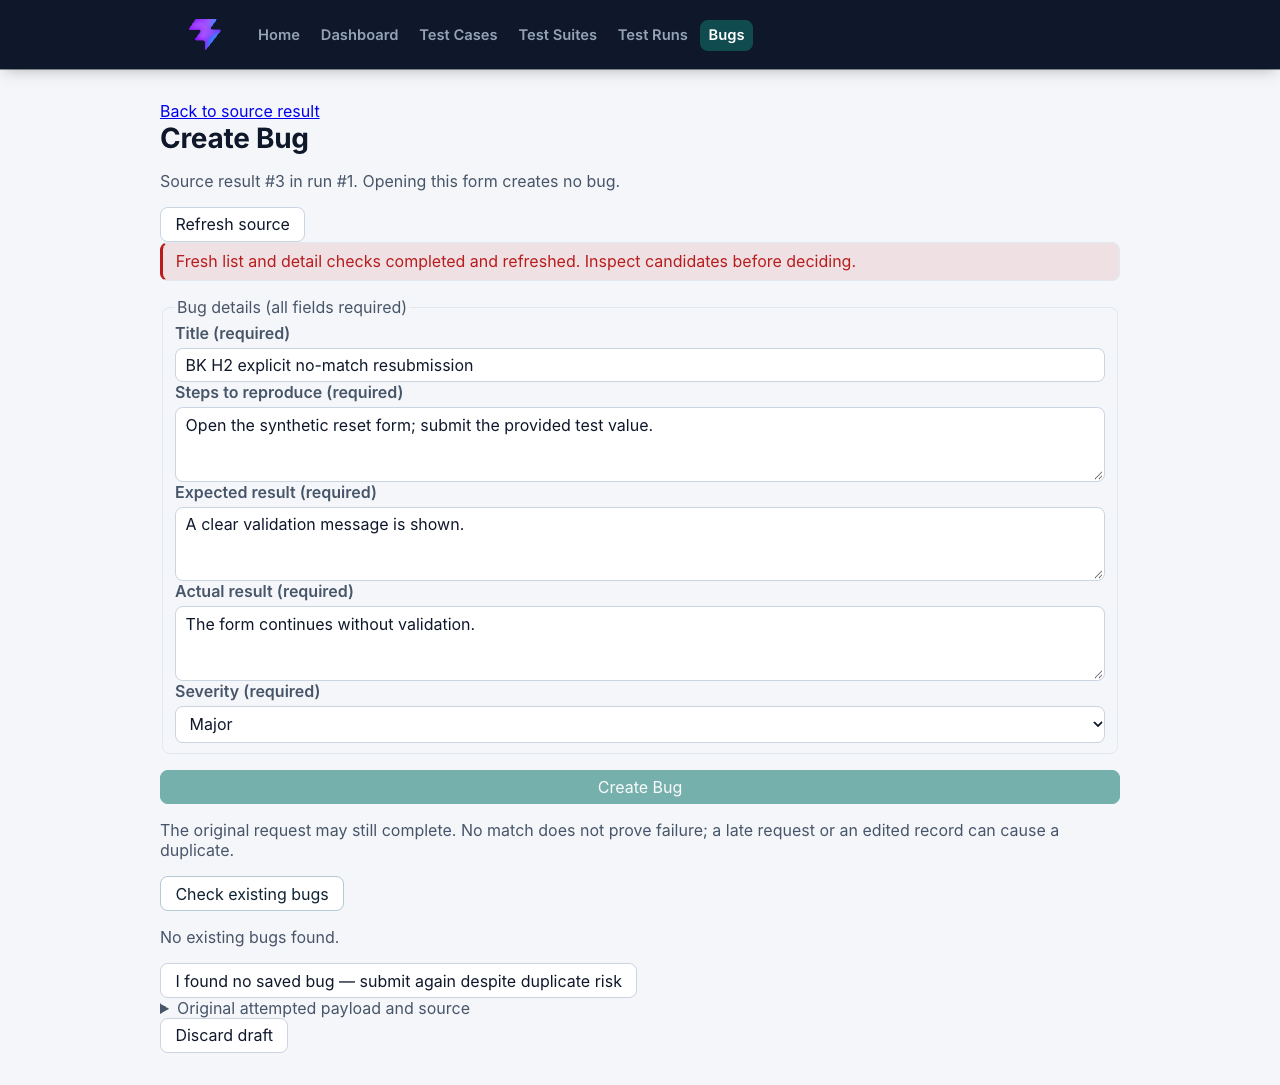 Home Dashboard Test Cases Test Suites Test Runs Bugs
Back to source result
Create Bug
Source result #3 in run #1. Opening this form creates no bug.
Refresh source
Fresh list and detail checks completed and refreshed. Inspect candidates before deciding.
Bug details (all fields required)
Title (required)
BK H2 explicit no-match resubmission
Steps to reproduce (required)
Open the synthetic reset form; submit the provided test value.
Expected result (required)
A clear validation message is shown.
Actual result (required)
The form continues without validation.
Severity (required)
Major
Create Bug
The original request may still complete. No match does not prove failure; a late request or an edited record can cause a
duplicate.
Check existing bugs
No existing bugs found.
I found no saved bug — submit again despite duplicate risk
Original attempted payload and source
Discard draft